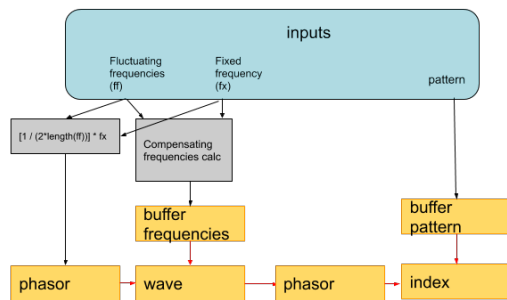 inputs
Fluctuating
frequencies
(ff)
Fixed
frequency
(fx)
pattern
[1 / (2*length(ff))] * fx
Compensating
frequencies calc
buffer
frequencies
buffer
pattern
phasor
wave
phasor
index